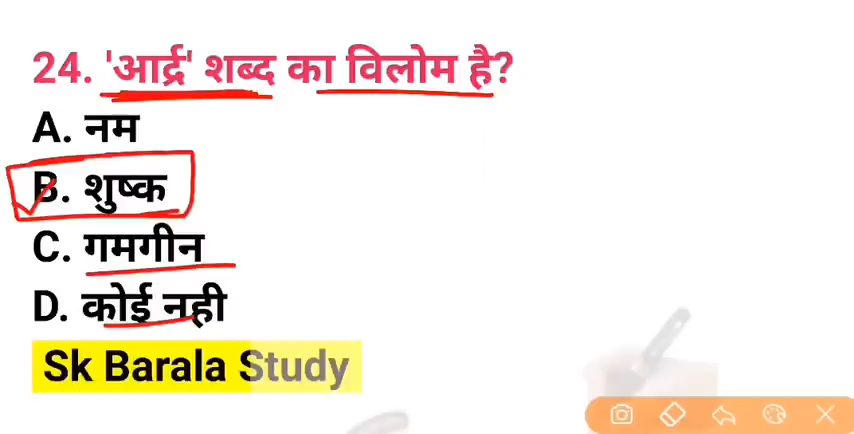 24. 'आर्द्र' शब्द का विलोम है?
A. नम
B. शुष्क
C. गमगीन
D. कोई नही
Sk Barala Study